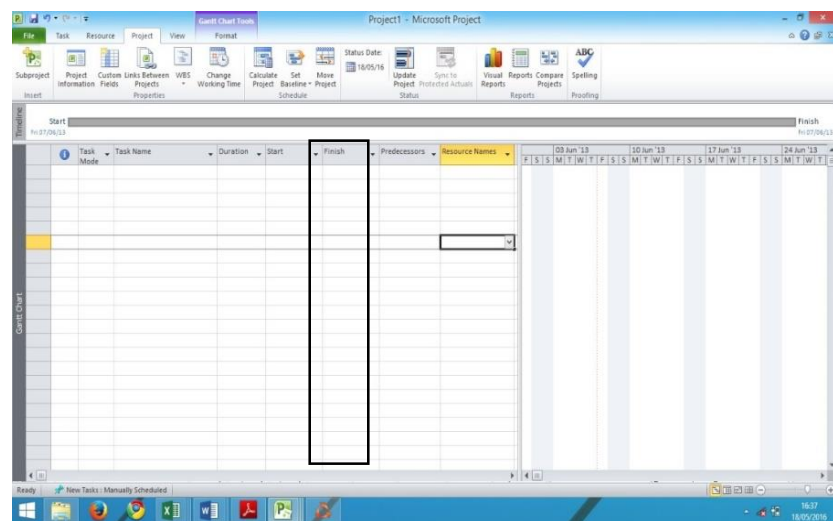 Gantt Chart Tools
Project1 - Microsoft Project
File Task Resource Project View Format
Subproject
Project Information
Custom Fields
Links Between Projects
WBS
Change Working Time
Calculate Project
Set Baseline
Move Project
Status Date:
18/05/16
Update Project
Sync to Protected Actuals
Visual Reports
Reports
Compare Projects
ABC
Spelling
Insert Properties Schedule Status Reports Proofing
Timeline
Start
Fri 07/06/13
Finish
Fri 07/06/13
Task Mode Task Name Duration Start Finish Predecessors Resource Names
03 Jun '13 10 Jun '13 17 Jun '13 24 Jun '13
F S S M T W T F S S M T W T F S S M T W T F S S M T W T
Gantt Chart
Ready New Tasks : Manually Scheduled
16:37
18/05/2016